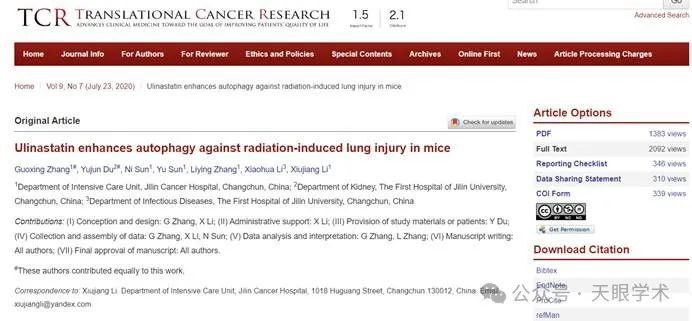 Search
Go
Advanced Search
TCR TRANSLATIONAL CANCER RESEARCH
ADVANCES CLINICAL MEDICINE TOWARD THE GOAL OF IMPROVING PATIENTS' QUALITY OF LIFE
1.5
2.1
Home Journal Info For Authors For Reviewer Ethics and Policies Special Contents Archives Online First News Article Processing Charges
Home / Vol 9, No 7 (July 23, 2020) / Ulinastatin enhances autophagy against radiation-induced lung injury in mice
Original Article
Check for updates
Ulinastatin enhances autophagy against radiation-induced lung injury in mice
Guoxing Zhang1#, Yujun Du2#, Ni Sun1, Yu Sun1, Liying Zhang1, Xiaohua Li3, Xiujiang Li1
1Department of Intensive Care Unit, Jilin Cancer Hospital, Changchun, China; 2Department of Kidney, The First Hospital of Jilin University,
Changchun, China; 3Department of Infectious Diseases, The First Hospital of Jilin University, Changchun, China
Contributions: (I) Conception and design: G Zhang, X Li; (II) Administrative support: X Li; (III) Provision of study materials or patients: Y Du;
(IV) Collection and assembly of data: G Zhang, X Li, N Sun; (V) Data analysis and interpretation: G Zhang, L Zhang; (VI) Manuscript writing:
All authors; (VII) Final approval of manuscript: All authors.
#These authors contributed equally to this work.
Correspondence to: Xiujiang Li. Department of Intensive Care Unit, Jilin Cancer Hospital, 1018 Huguang Street, Changchun 130012, China. Email:
xiujiangli@yandex.com.
Article Options
PDF 1383 views
Full Text 2092 views
Reporting Checklist 346 views
Data Sharing Statement 310 views
COI Form 339 views
CC BY NC ND
Get Permission
Download Citation
Bibtex
EndNote
ProCite
refMan
公众号 · 天眼学术